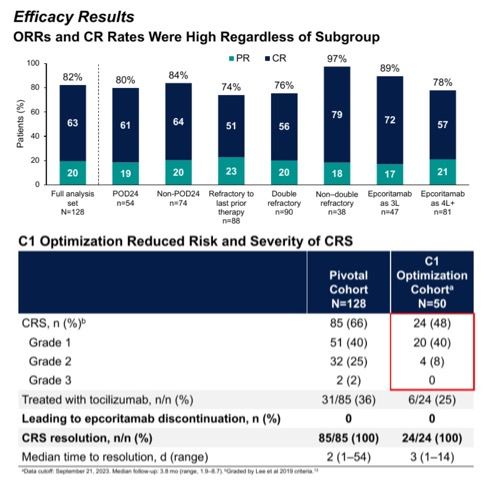 Efficacy Results
ORRs and CR Rates Were High Regardless of Subgroup
PR CR
Patients (%)
100
80
60
40
20
0
82% 80% 84% 74% 76% 97% 89% 78%
63 61 64 51 56 79 72 57
20 19 20 23 20 18 17 21
Full analysis set N=128
POD24 n=54
Non-POD24 n=74
Refractory to last prior therapy n=88
Double refractory n=90
Non–double refractory n=38
Epcoritamab as 3L n=47
Epcoritamab as 4L+ n=81
C1 Optimization Reduced Risk and Severity of CRS
Pivotal Cohort N=128
C1 Optimization Cohortᵃ N=50
CRS, n (%)ᵇ 85 (66) 24 (48)
Grade 1 51 (40) 20 (40)
Grade 2 32 (25) 4 (8)
Grade 3 2 (2) 0
Treated with tocilizumab, n/n (%) 31/85 (36) 6/24 (25)
Leading to epcoritamab discontinuation, n (%) 0 0
CRS resolution, n/n (%) 85/85 (100) 24/24 (100)
Median time to resolution, d (range) 2 (1–54) 3 (1–14)
ᵃData cutoff: September 21, 2023. Median follow-up: 3.8 mo (range, 1.9–8.7). ᵇGraded by Lee et al 2019 criteria.¹³